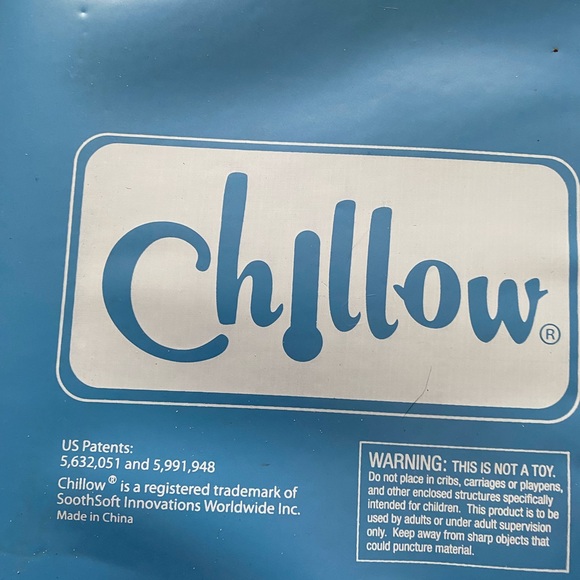 Chillow®
US Patents:
5,632,051 and 5,991,948
Chillow® is a registered trademark of
SoothSoft Innovations Worldwide Inc.
Made in China
WARNING: THIS IS NOT A TOY.
Do not place in cribs, carriages or playpens,
and other enclosed structures specifically
intended for children. This product is to be
used by adults or under adult supervision
only. Keep away from sharp objects that
could puncture material.